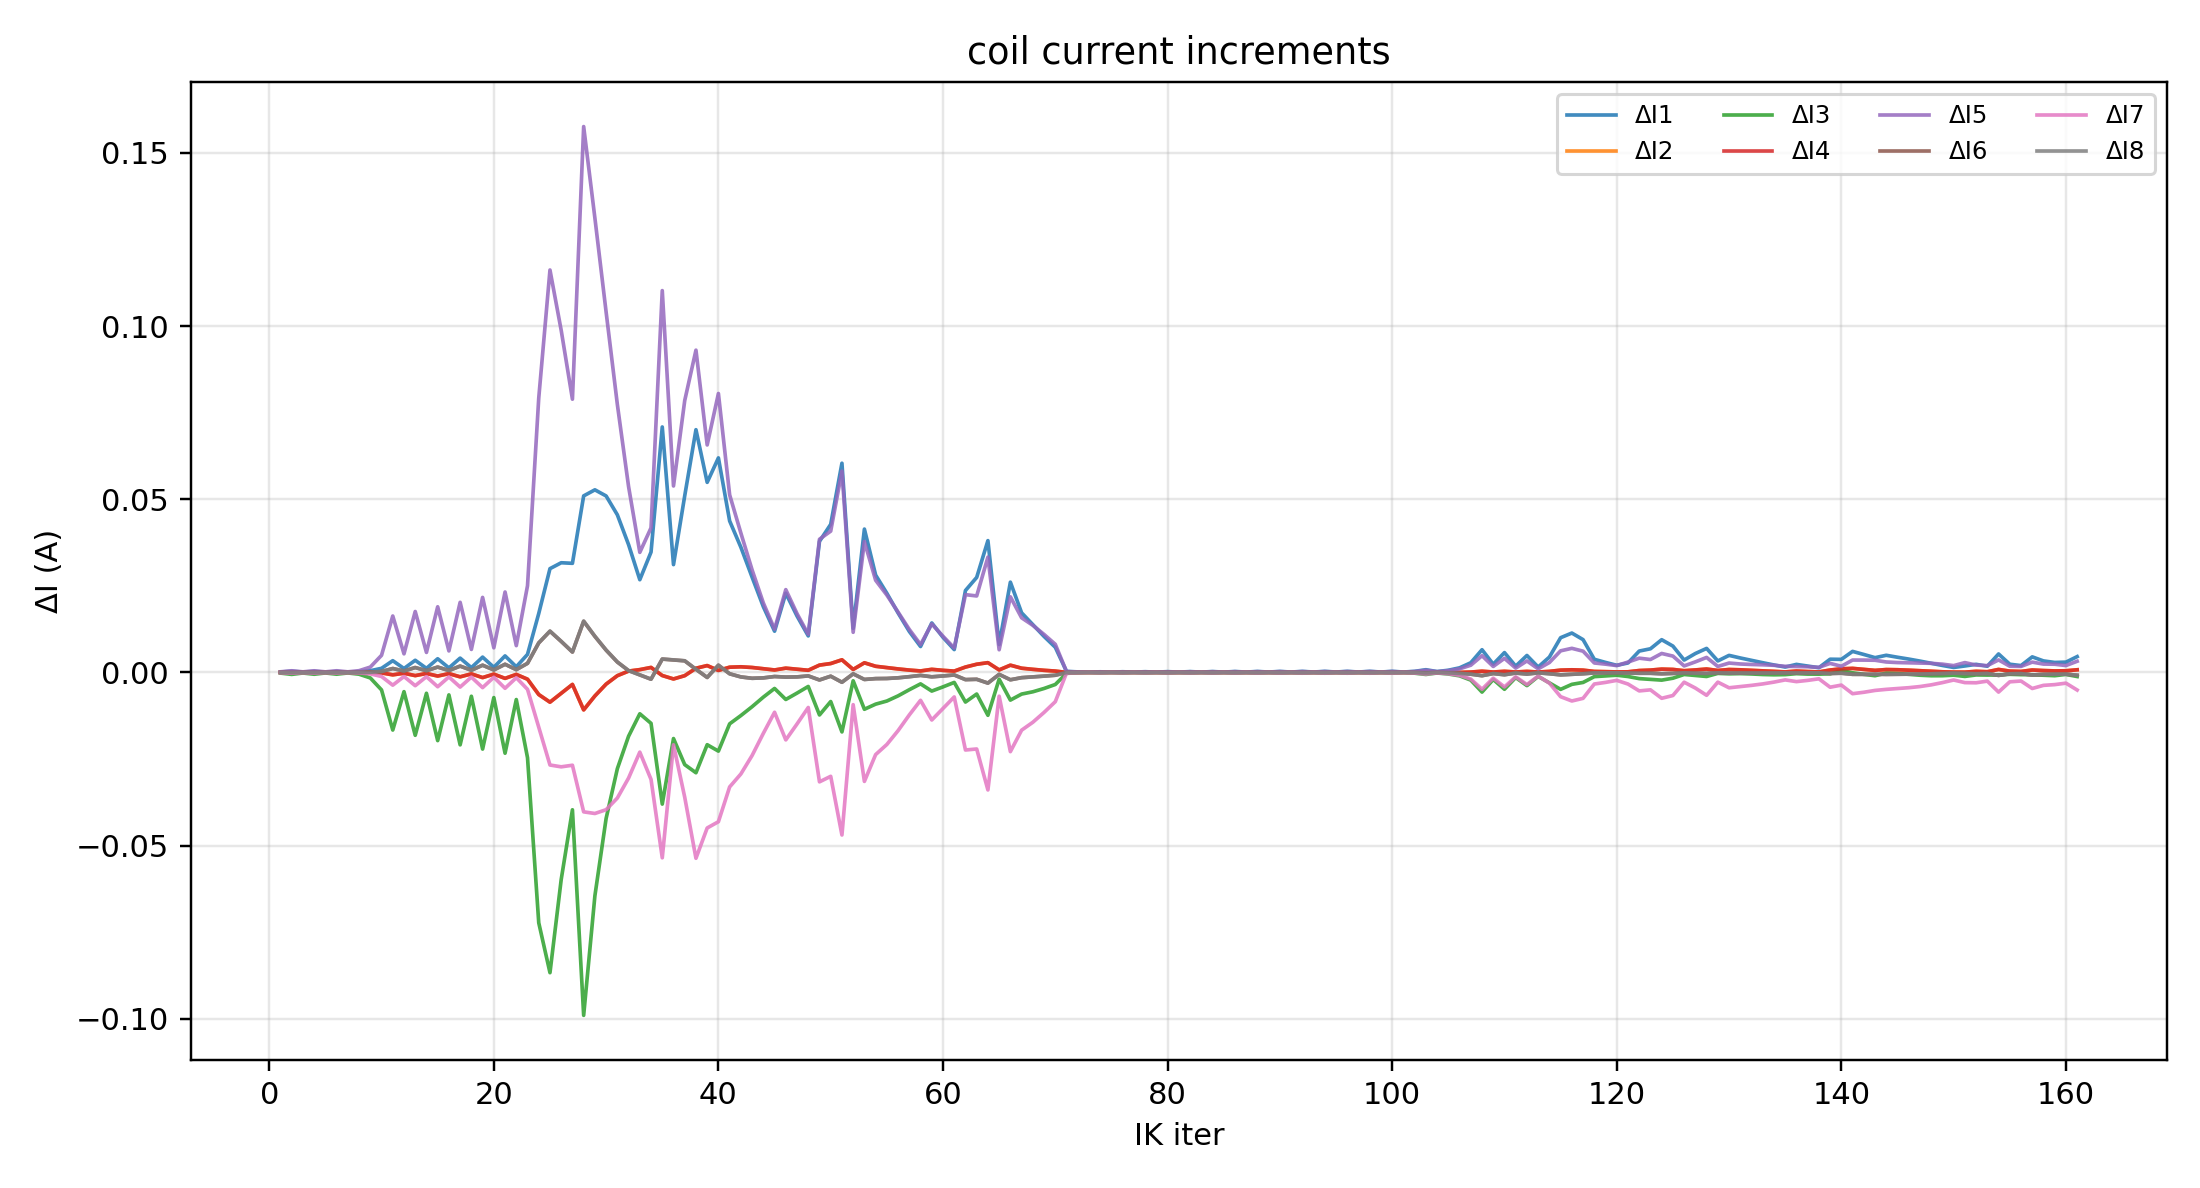 coil current increments
ΔI1 ΔI3 ΔI5 ΔI7
ΔI2 ΔI4 ΔI6 ΔI8
0.15
0.10
0.05
0.00
−0.05
−0.10
ΔI (A)
0 20 40 60 80 100 120 140 160
IK iter